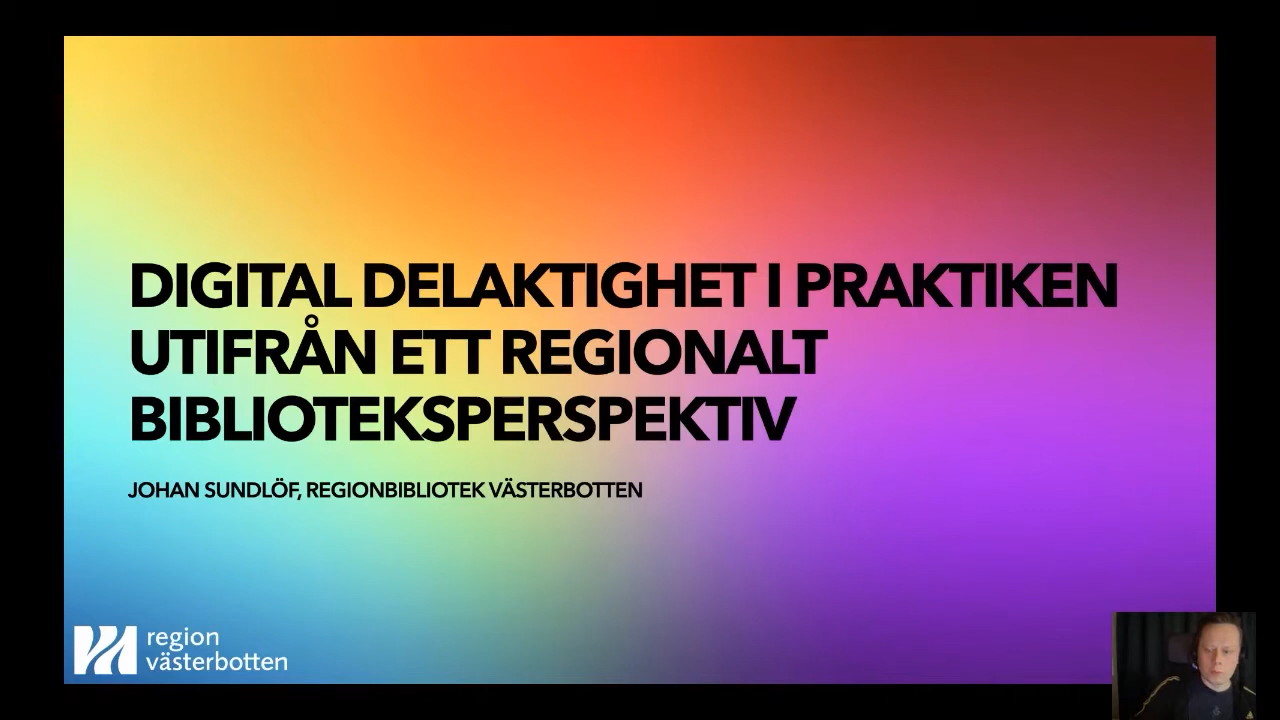 DIGITAL DELAKTIGHET I PRAKTIKEN
UTIFRÅN ETT REGIONALT
BIBLIOTEKSPERSPEKTIV
JOHAN SUNDLÖF, REGIONBIBLIOTEK VÄSTERBOTTEN
region
västerbotten